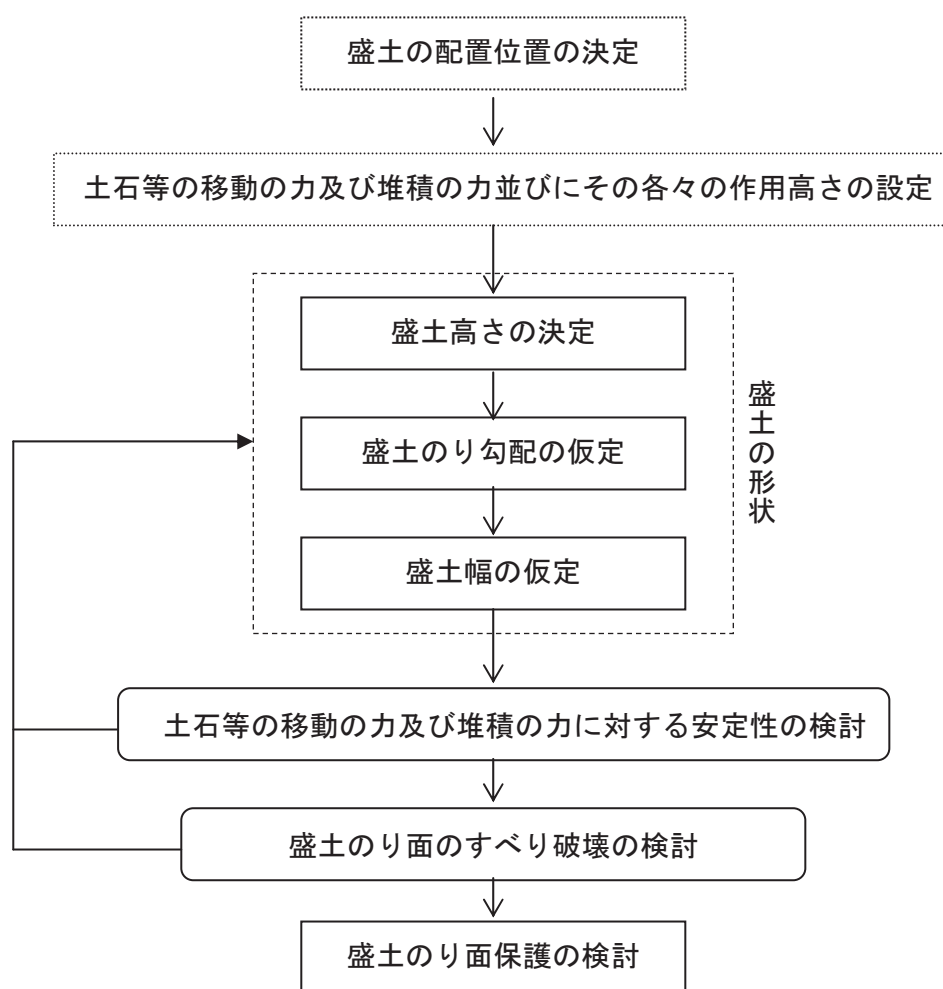 盛土の配置位置の決定
土石等の移動の力及び堆積の力並びにその各々の作用高さの設定
盛土高さの決定
盛土のり勾配の仮定
盛土幅の仮定
盛土の形状
土石等の移動の力及び堆積の力に対する安定性の検討
盛土のり面のすべり破壊の検討
盛土のり面保護の検討